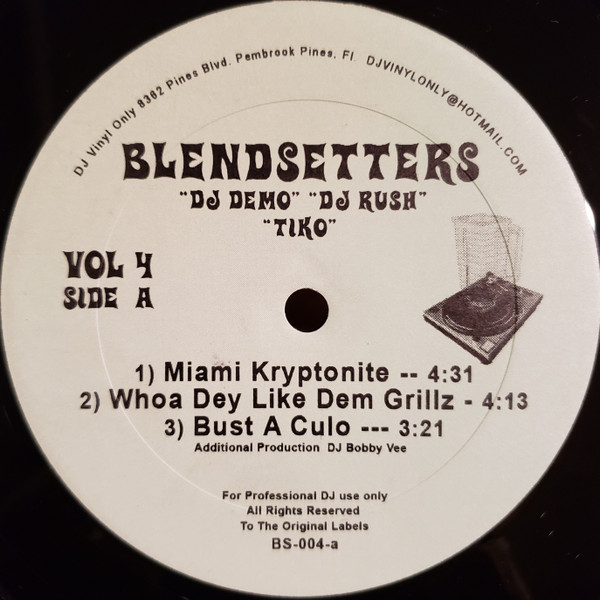 DJ Vinyl Only 8362 Pines Blvd. Pembrook Pines, Fl. DJVINYLONLY@HOTMAIL.COM
BLENDSETTERS
"DJ DEMO" "DJ RUSH"
"TIKO"
VOL 4
SIDE A
1) Miami Kryptonite -- 4:31
2) Whoa Dey Like Dem Grillz - 4:13
3) Bust A Culo --- 3:21
Additional Production DJ Bobby Vee
For Professional DJ use only
All Rights Reserved
To The Original Labels
BS-004-a